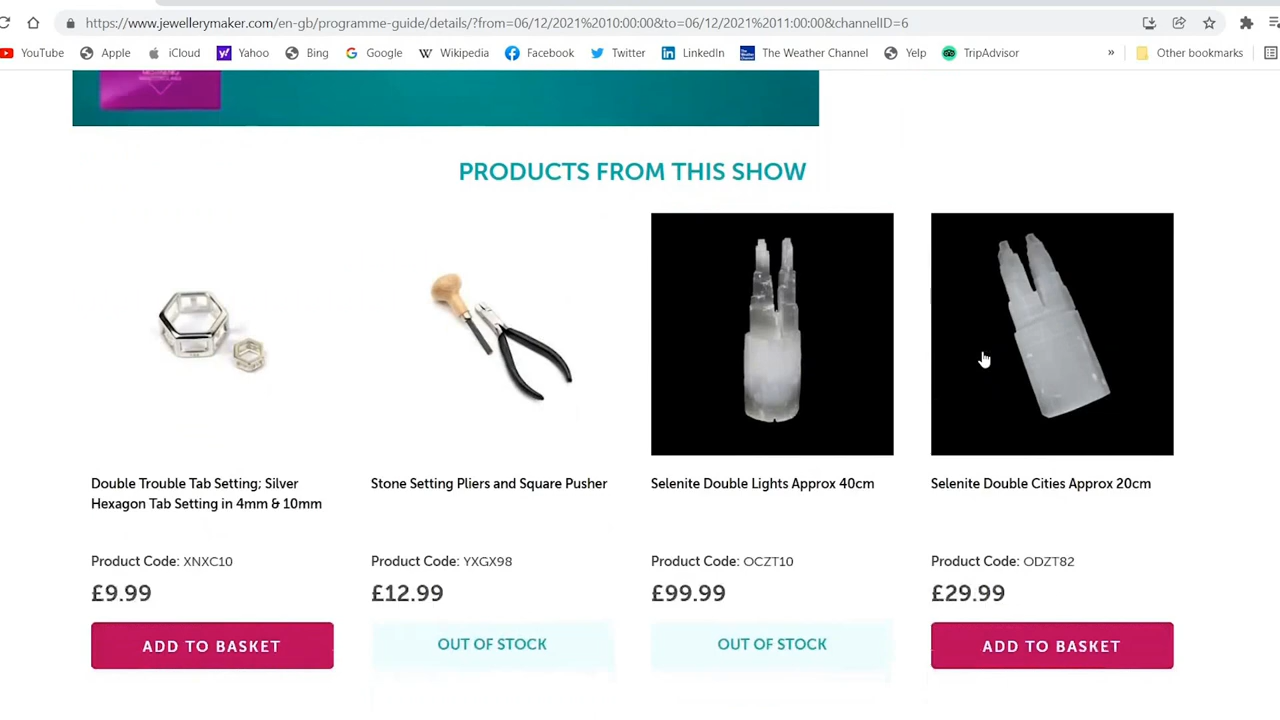 https://www.jewellerymaker.com/en-gb/programme-guide/details/?from=06/12/2021%2010:00:00&to=06/12/2021%2011:00:00&channelID=6
YouTube Apple iCloud Yahoo Bing Google Wikipedia Facebook Twitter LinkedIn The Weather Channel Yelp TripAdvisor » Other bookmarks
PRODUCTS FROM THIS SHOW
Double Trouble Tab Setting; Silver
Hexagon Tab Setting in 4mm & 10mm
Product Code: XNXC10
£9.99
ADD TO BASKET
Stone Setting Pliers and Square Pusher
Product Code: YXGX98
£12.99
OUT OF STOCK
Selenite Double Lights Approx 40cm
Product Code: OCZT10
£99.99
OUT OF STOCK
Selenite Double Cities Approx 20cm
Product Code: ODZT82
£29.99
ADD TO BASKET